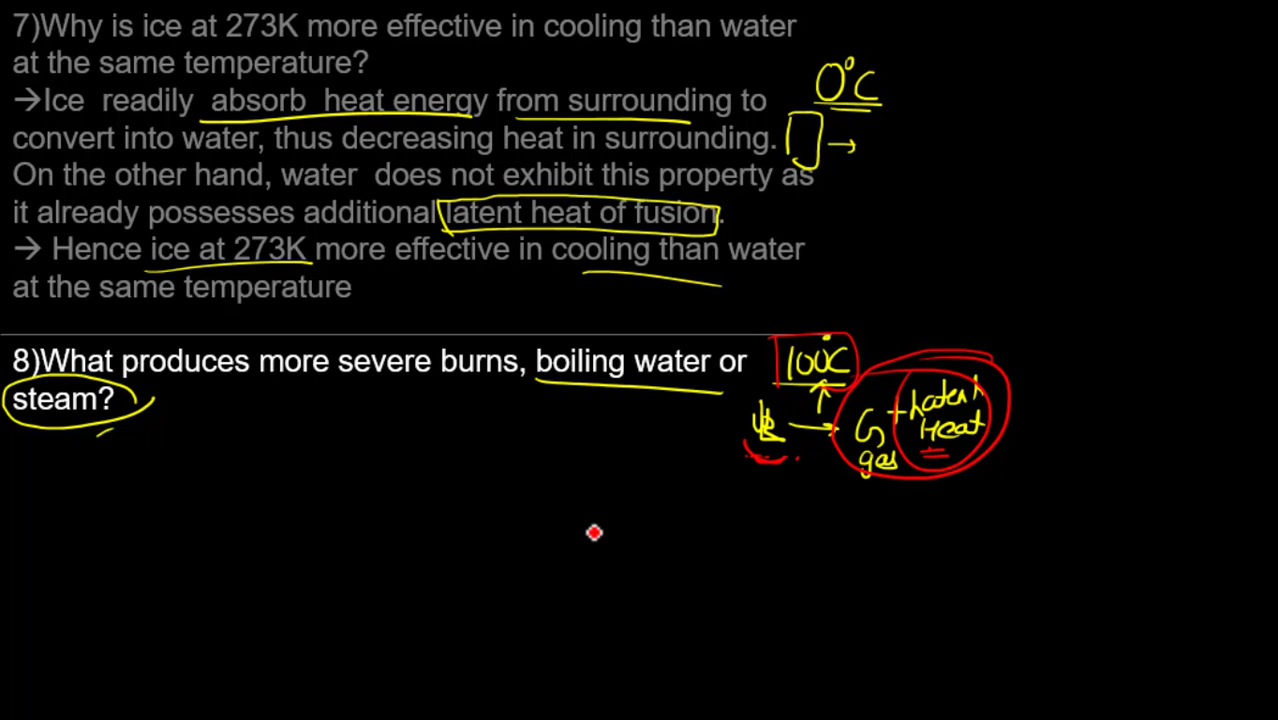 7)Why is ice at 273K more effective in cooling than water
at the same temperature?
→Ice readily absorb heat energy from surrounding to
convert into water, thus decreasing heat in surrounding.
On the other hand, water does not exhibit this property as
it already possesses additional latent heat of fusion.
→ Hence ice at 273K more effective in cooling than water
at the same temperature
0°C
→
8)What produces more severe burns, boiling water or
steam?
100°C
→ G + Latent
Heat
gas